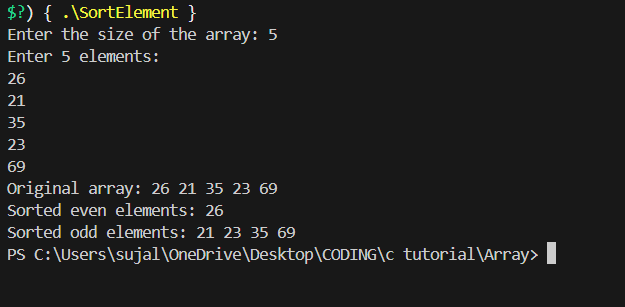 $?) { .\SortElement }
Enter the size of the array: 5
Enter 5 elements:
26
21
35
23
69
Original array: 26 21 35 23 69
Sorted even elements: 26
Sorted odd elements: 21 23 35 69
PS C:\Users\sujal\OneDrive\Desktop\CODING\c tutorial\Array>